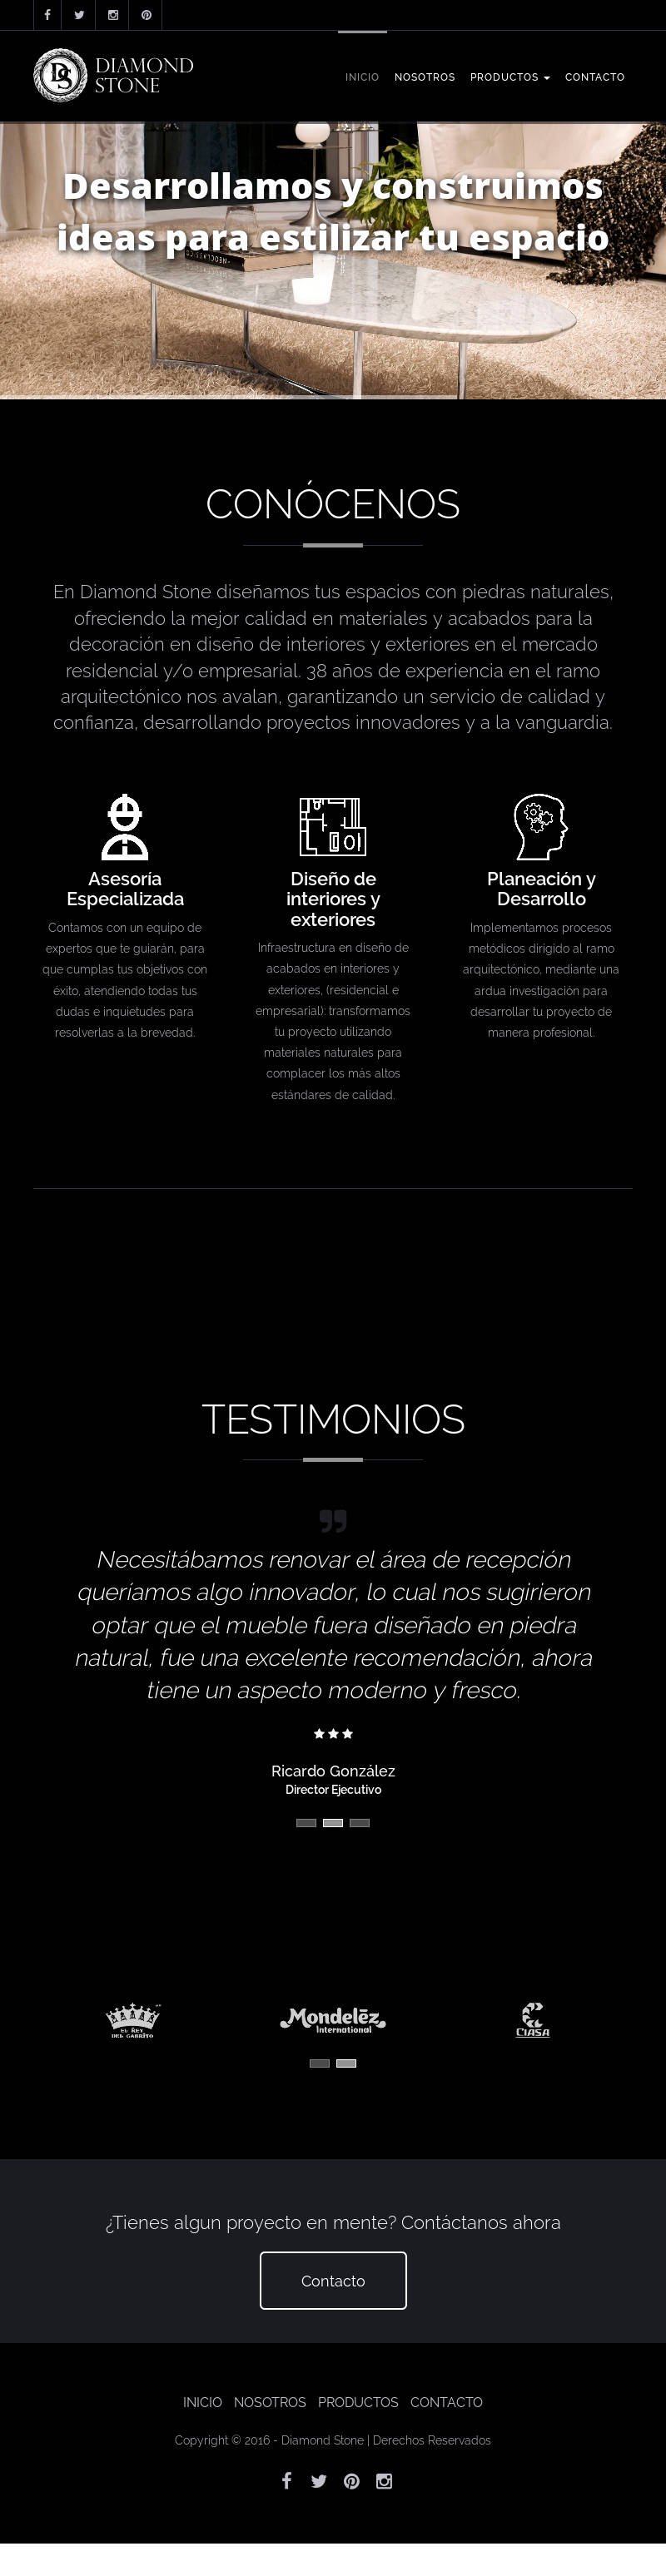 DIAMOND
STONE
INICIO NOSOTROS PRODUCTOS CONTACTO
Desarrollamos y construimos
ideas para estilizar tu espacio
CONÓCENOS
En Diamond Stone diseñamos tus espacios con piedras naturales,
ofreciendo la mejor calidad en materiales y acabados para la
decoración en diseño de interiores y exteriores en el mercado
residencial y/o empresarial. 38 años de experiencia en el ramo
arquitectónico nos avalan, garantizando un servicio de calidad y
confianza, desarrollando proyectos innovadores y a la vanguardia.
Asesoría
Especializada
Contamos con un equipo de
expertos que te guiarán, para
que cumplas tus objetivos con
éxito, atendiendo todas tus
dudas e inquietudes para
resolverlas a la brevedad.
Diseño de
interiores y
exteriores
Infraestructura en diseño de
acabados en interiores y
exteriores, (residencial e
empresarial): transformamos
tu proyecto utilizando
materiales naturales para
complacer los más altos
estándares de calidad.
Planeación y
Desarrollo
Implementamos procesos
metódicos dirigido al ramo
arquitectónico, mediante una
ardua investigación para
desarrollar tu proyecto de
manera profesional.
TESTIMONIOS
Necesitábamos renovar el área de recepción
queríamos algo innovador, lo cual nos sugirieron
optar que el mueble fuera diseñado en piedra
natural, fue una excelente recomendación, ahora
tiene un aspecto moderno y fresco.
Ricardo González
Director Ejecutivo
EL REY
DEL CABRITO
Mondelēz
International
CIASA
¿Tienes algun proyecto en mente? Contáctanos ahora
Contacto
INICIO NOSOTROS PRODUCTOS CONTACTO
Copyright © 2016 - Diamond Stone | Derechos Reservados